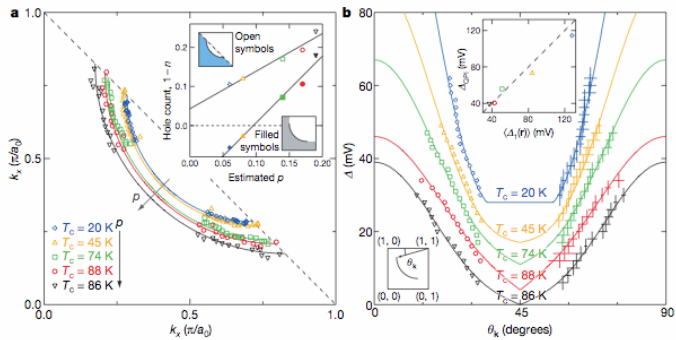 a
1.0
0.5
0.0
k_x (π/a_0)
0.0
0.5
1.0
k_x (π/a_0)
p
T_c = 20 K
T_c = 45 K
T_c = 74 K
T_c = 88 K
T_c = 86 K
p
Hole count, 1 – n
0.2
0.1
0.0
Open
symbols
Filled
symbols
0.00
0.05
0.10
0.15
0.20
Estimated p
b
80
60
40
20
0
Δ (mV)
0
45
90
θ_k (degrees)
T_c = 20 K
T_c = 45 K
T_c = 74 K
T_c = 88 K
T_c = 86 K
Δ_QPI (mV)
120
80
40
40
80
120
⟨Δ_1(r)⟩ (mV)
(1, 0)
(1, 1)
θ_k
(0, 0)
(0, 1)